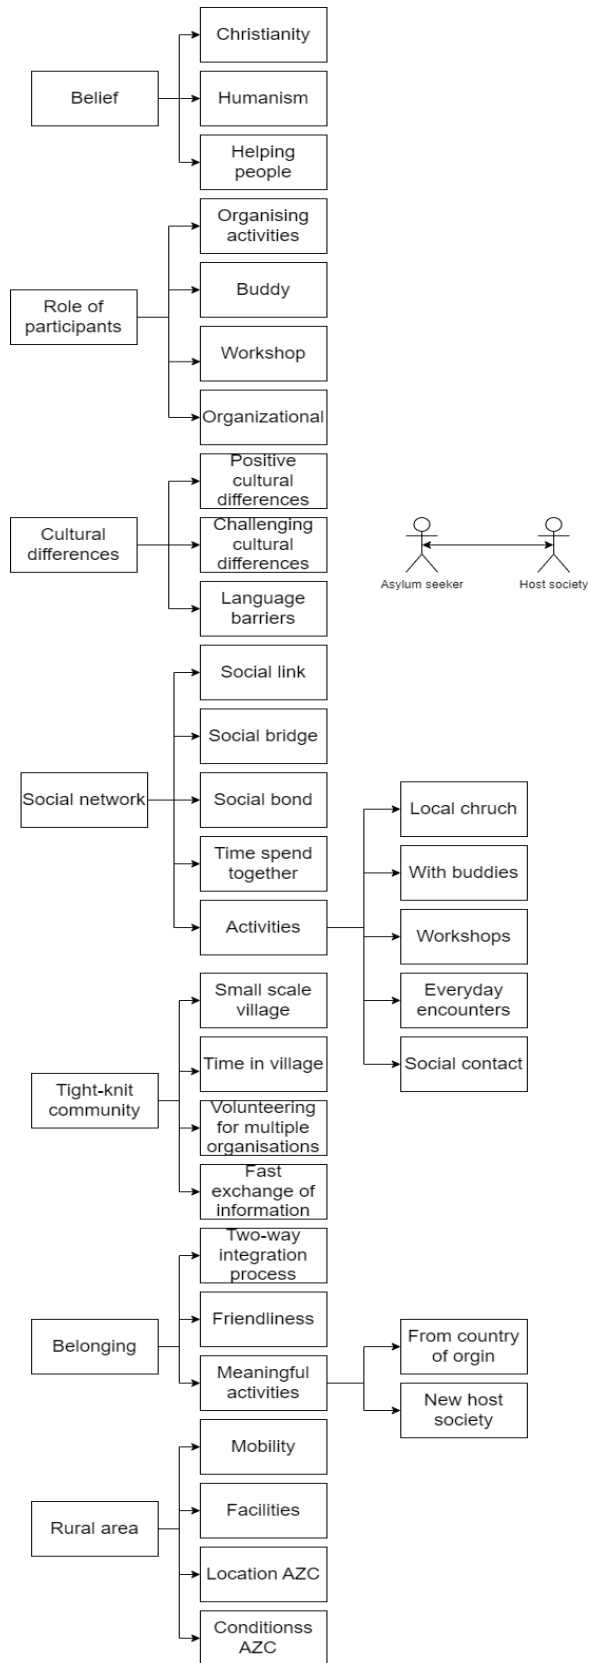 Christianity
Belief
Humanism
Helping
people
Organising
activities
Role of
participants
Buddy
Workshop
Organizational
Positive
cultural
differences
Cultural
differences
Challenging
cultural
differences
Language
barriers
Asylum seeker
Host society
Social link
Social bridge
Social network
Social bond
Time spend
together
Activities
Local chruch
With buddies
Workshops
Everyday
encounters
Social contact
Small scale
village
Tight-knit
community
Time in village
Volunteering
for multiple
organisations
Fast
exchange of
information
Two-way
integration
process
Belonging
Friendliness
Meaningful
activities
From country
of orgin
New host
society
Mobility
Rural area
Facilities
Location AZC
Conditionss
AZC